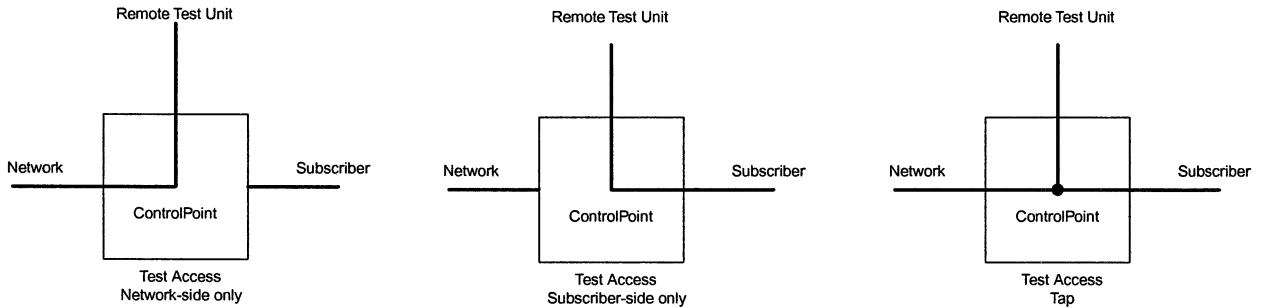 Remote Test Unit
Network
Subscriber
ControlPoint
Test Access
Network-side only
Remote Test Unit
Network
Subscriber
ControlPoint
Test Access
Subscriber-side only
Remote Test Unit
Network
Subscriber
ControlPoint
Test Access
Tap